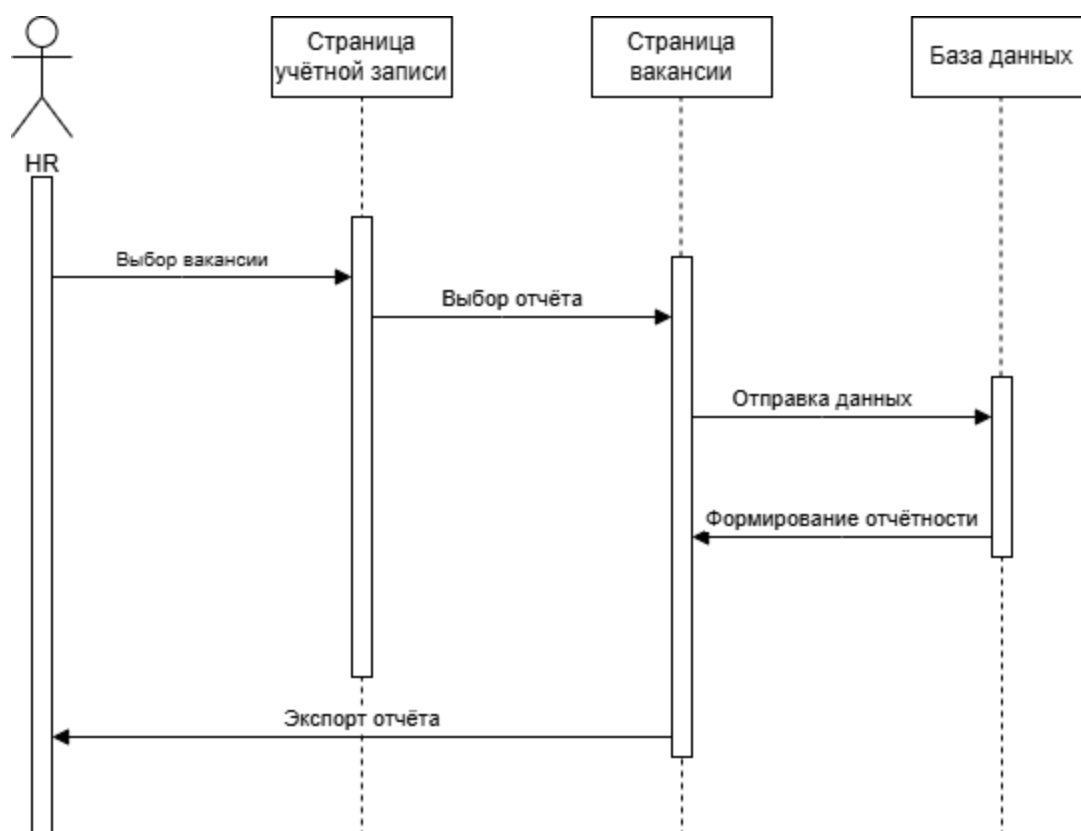 Страница
учётной записи
Страница
вакансии
База данных
HR
Выбор вакансии
Выбор отчёта
Отправка данных
Формирование отчётности
Экспорт отчёта